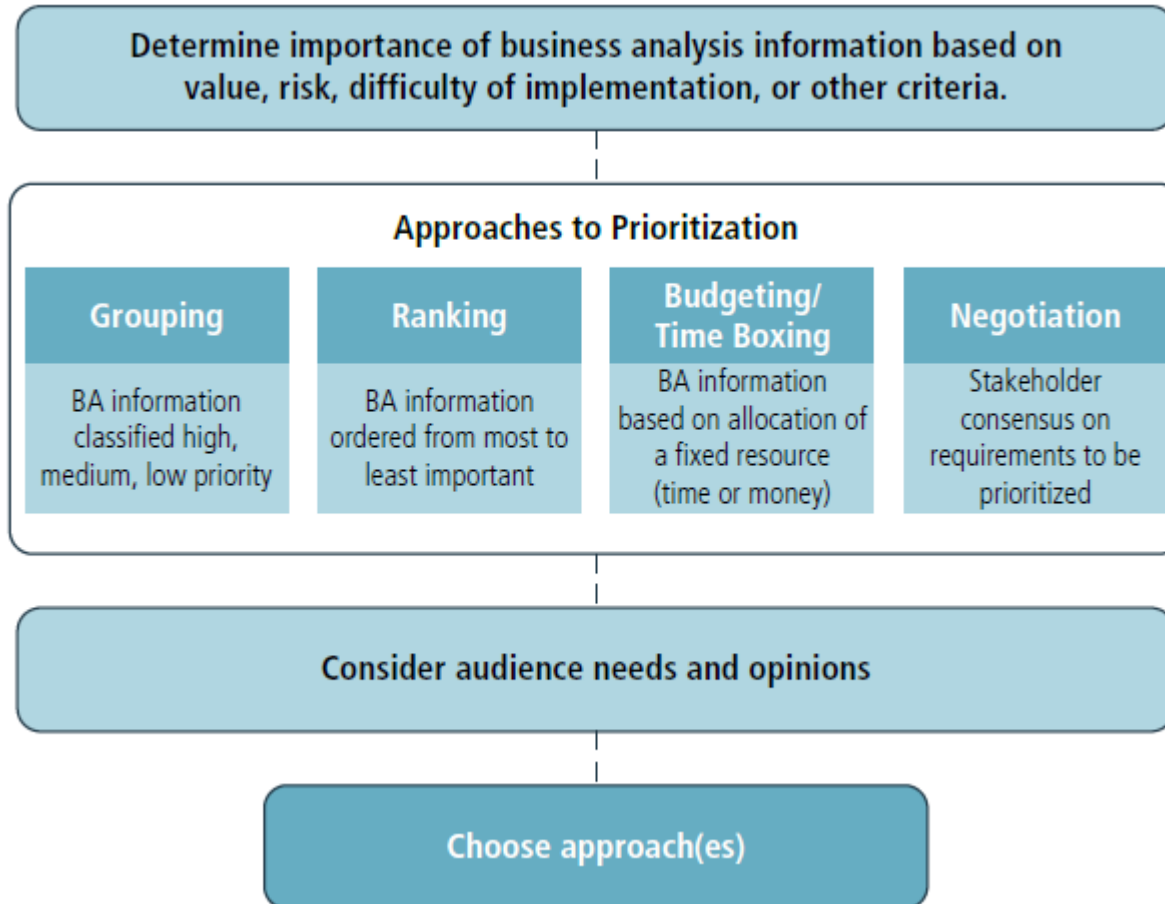 Determine importance of business analysis information based on
value, risk, difficulty of implementation, or other criteria.
Approaches to Prioritization
Grouping
BA information
classified high,
medium, low priority
Ranking
BA information
ordered from most to
least important
Budgeting/
Time Boxing
BA information
based on allocation of
a fixed resource
(time or money)
Negotiation
Stakeholder
consensus on
requirements to be
prioritized
Consider audience needs and opinions
Choose approach(es)